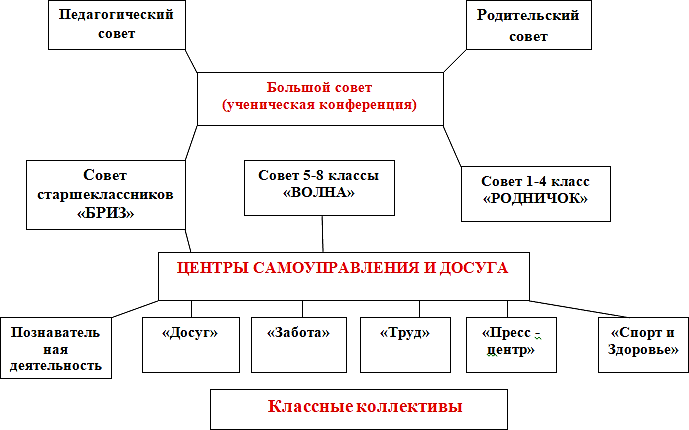 Педагогический
совет
Родительский
совет
Большой совет
(ученическая конференция)
Совет
старшеклассников
«БРИЗ»
Совет 5-8 классы
«ВОЛНА»
Совет 1-4 класс
«РОДНИЧОК»
ЦЕНТРЫ САМОУПРАВЛЕНИЯ И ДОСУГА
Познаватель
ная
деятельность
«Досуг»
«Забота»
«Труд»
«Пресс -
центр»
«Спорт и
Здоровье»
Классные коллективы